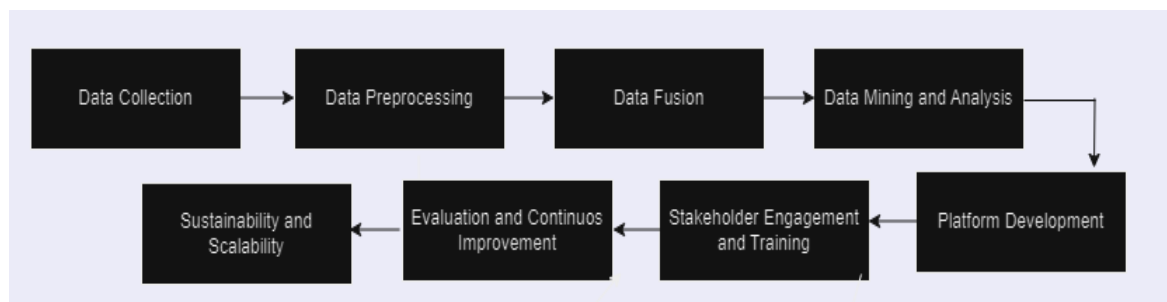 Data Collection
Data Preprocessing
Data Fusion
Data Mining and Analysis
Platform Development
Stakeholder Engagement
and Training
Evaluation and Continuos
Improvement
Sustainability and
Scalability